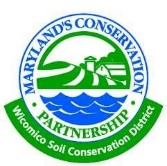 MARYLAND'S CONSERVATION
PARTNERSHIP
Wicomico Soil Conservation District